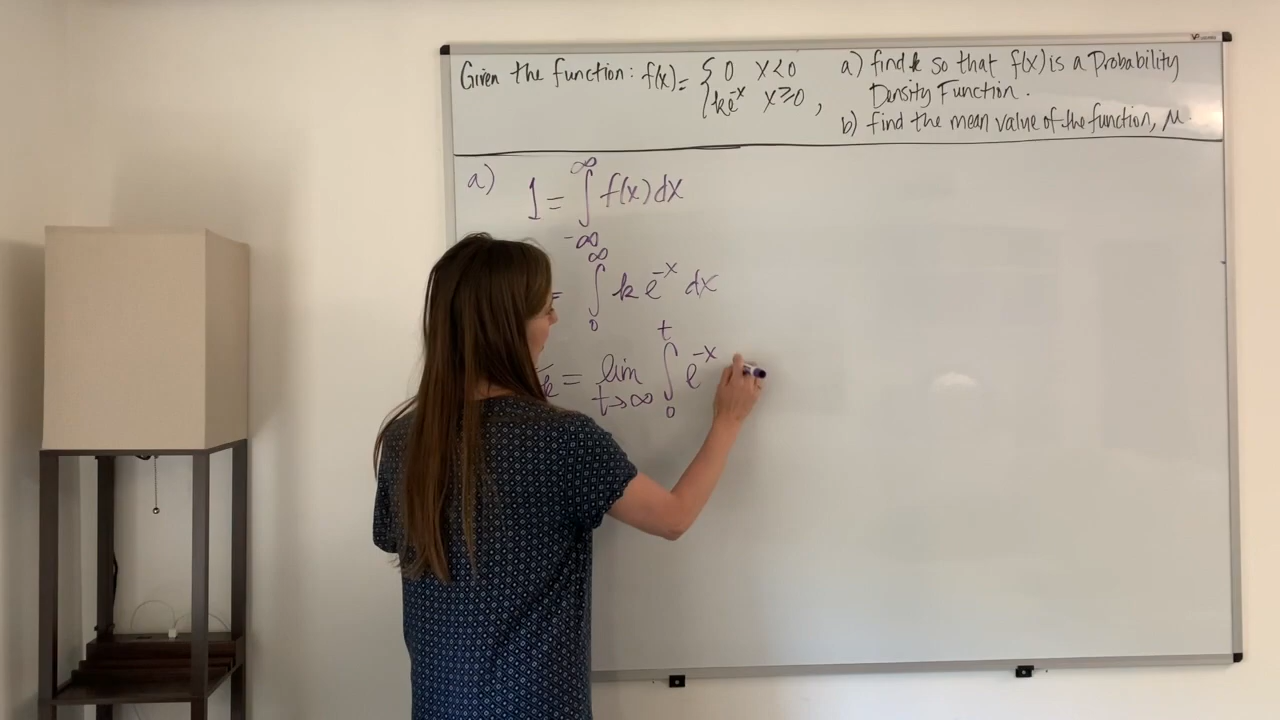 Given the function: f(x) = { 0 x<0
ke^-x x≥0 ,
a) find k so that f(x) is a Probability
Density Function.
b) find the mean value of the function, μ.
a) 1 = ∫_-∞^∞ f(x)dx
= ∫_0^∞ k e^-x dx
k = lim t→∞ ∫_0^t e^-x